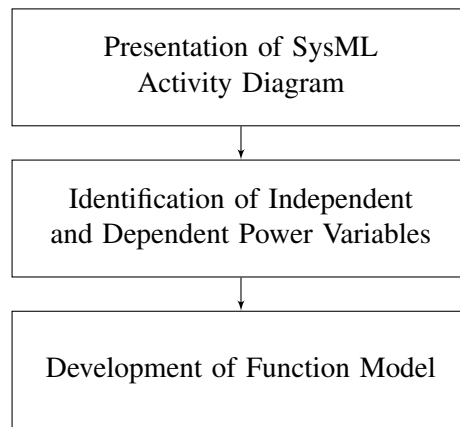 Presentation of SysML
Activity Diagram
Identification of Independent
and Dependent Power Variables
Development of Function Model